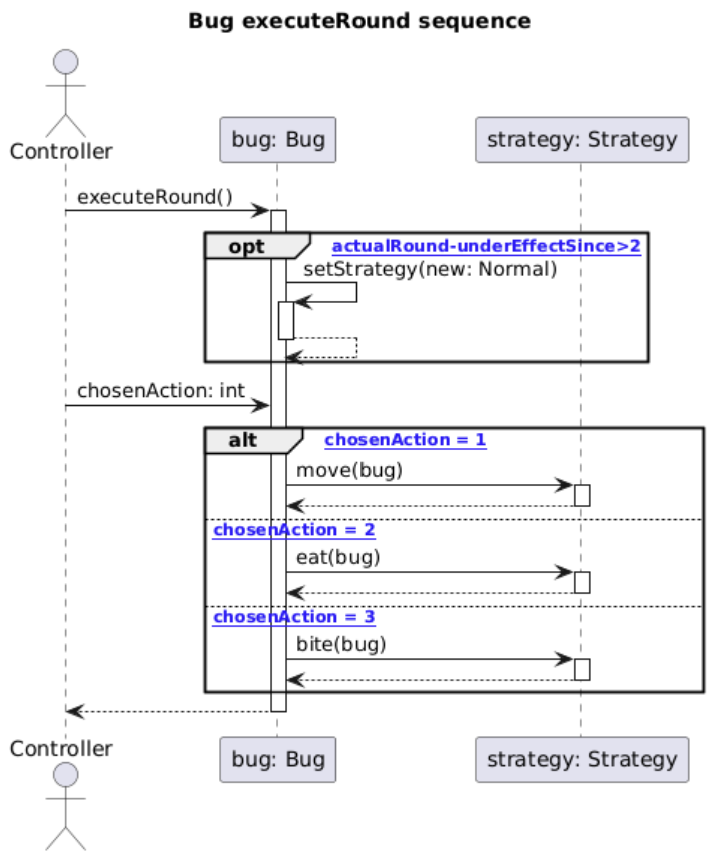 Bug executeRound sequence
Controller
bug: Bug
strategy: Strategy
executeRound()
opt
actualRound-underEffectSince>2
setStrategy(new: Normal)
chosenAction: int
alt
chosenAction = 1
move(bug)
chosenAction = 2
eat(bug)
chosenAction = 3
bite(bug)
Controller
bug: Bug
strategy: Strategy